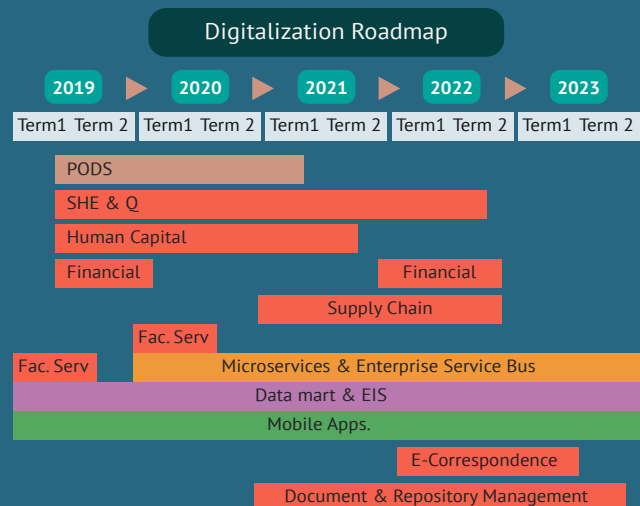 Digitalization Roadmap
2019 2020 2021 2022 2023
Term1 Term 2 Term1 Term 2 Term1 Term 2 Term1 Term 2 Term1 Term 2
PODS
SHE & Q
Human Capital
Financial Financial
Supply Chain
Fac. Serv
Fac. Serv Microservices & Enterprise Service Bus
Data mart & EIS
Mobile Apps.
E-Correspondence
Document & Repository Management